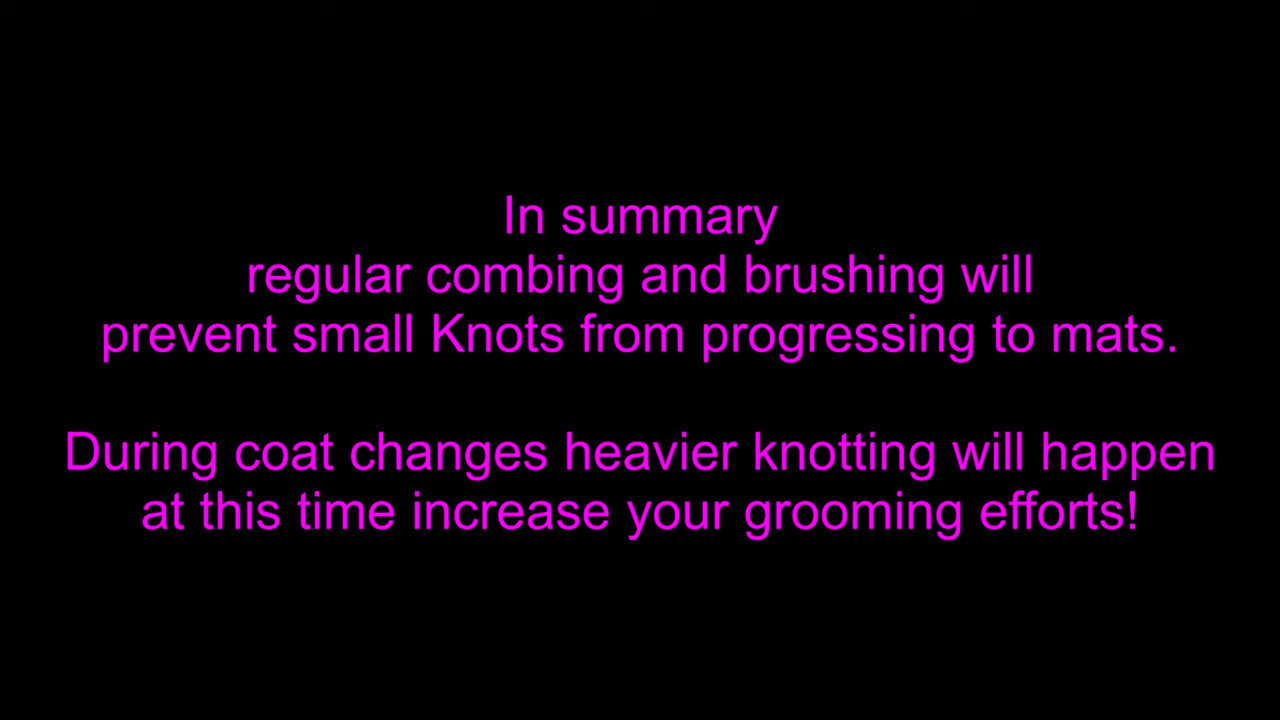 In summary
regular combing and brushing will
prevent small Knots from progressing to mats.
During coat changes heavier knotting will happen
at this time increase your grooming efforts!